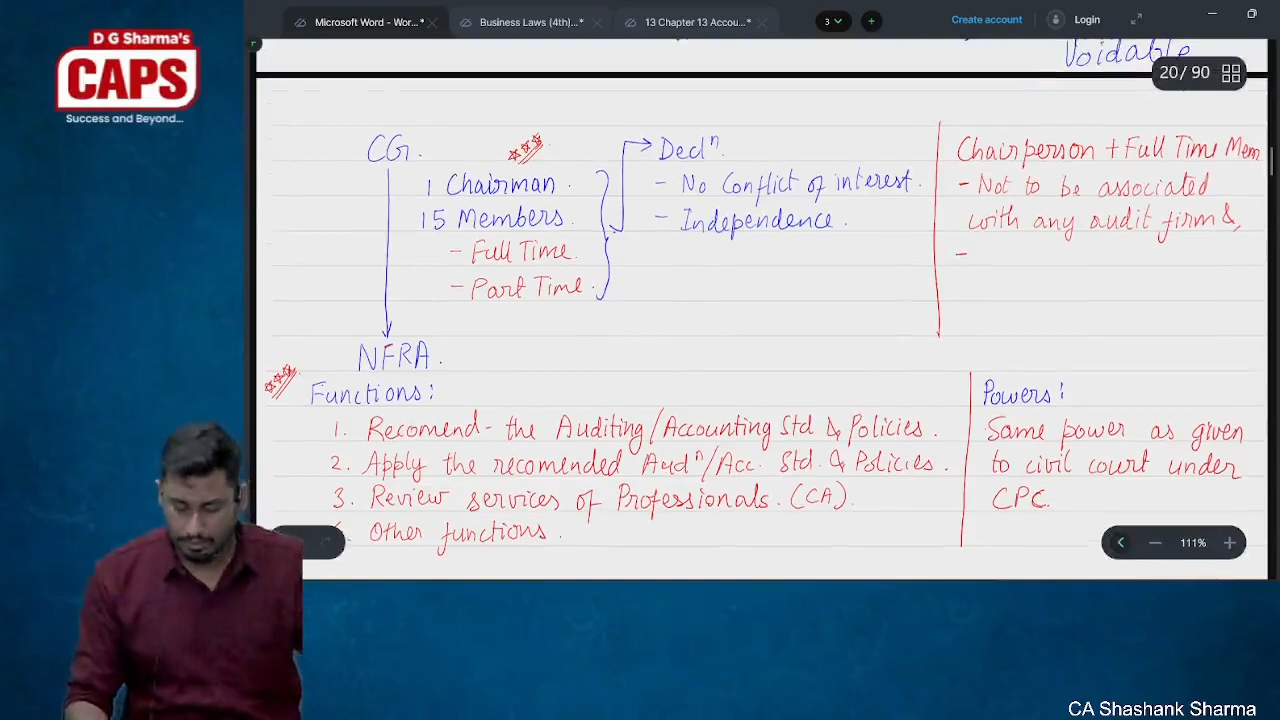 Microsoft Word - Wor...*
Business Laws (4th)...*
13 Chapter 13 Accou...*
3
Create account
Login
D G Sharma's
CAPS
Success and Beyond...
Voidable
20/ 90
CG.
1 Chairman.
15 Members.
- Full Time.
- Part Time.
Declⁿ.
- No Conflict of interest.
- Independence.
Chairperson + Full Time Mem
- Not to be associated
with any audit firm &
-
NFRA.
Functions:
1. Recomend - the Auditing/Accounting Std & Policies.
2. Apply the recomended Audⁿ/Acc. Std. & Policies.
3. Review services of Professionals. (CA).
Other functions.
Powers:
Same power as given
to civil court under
CPC.
111%
CA Shashank Sharma